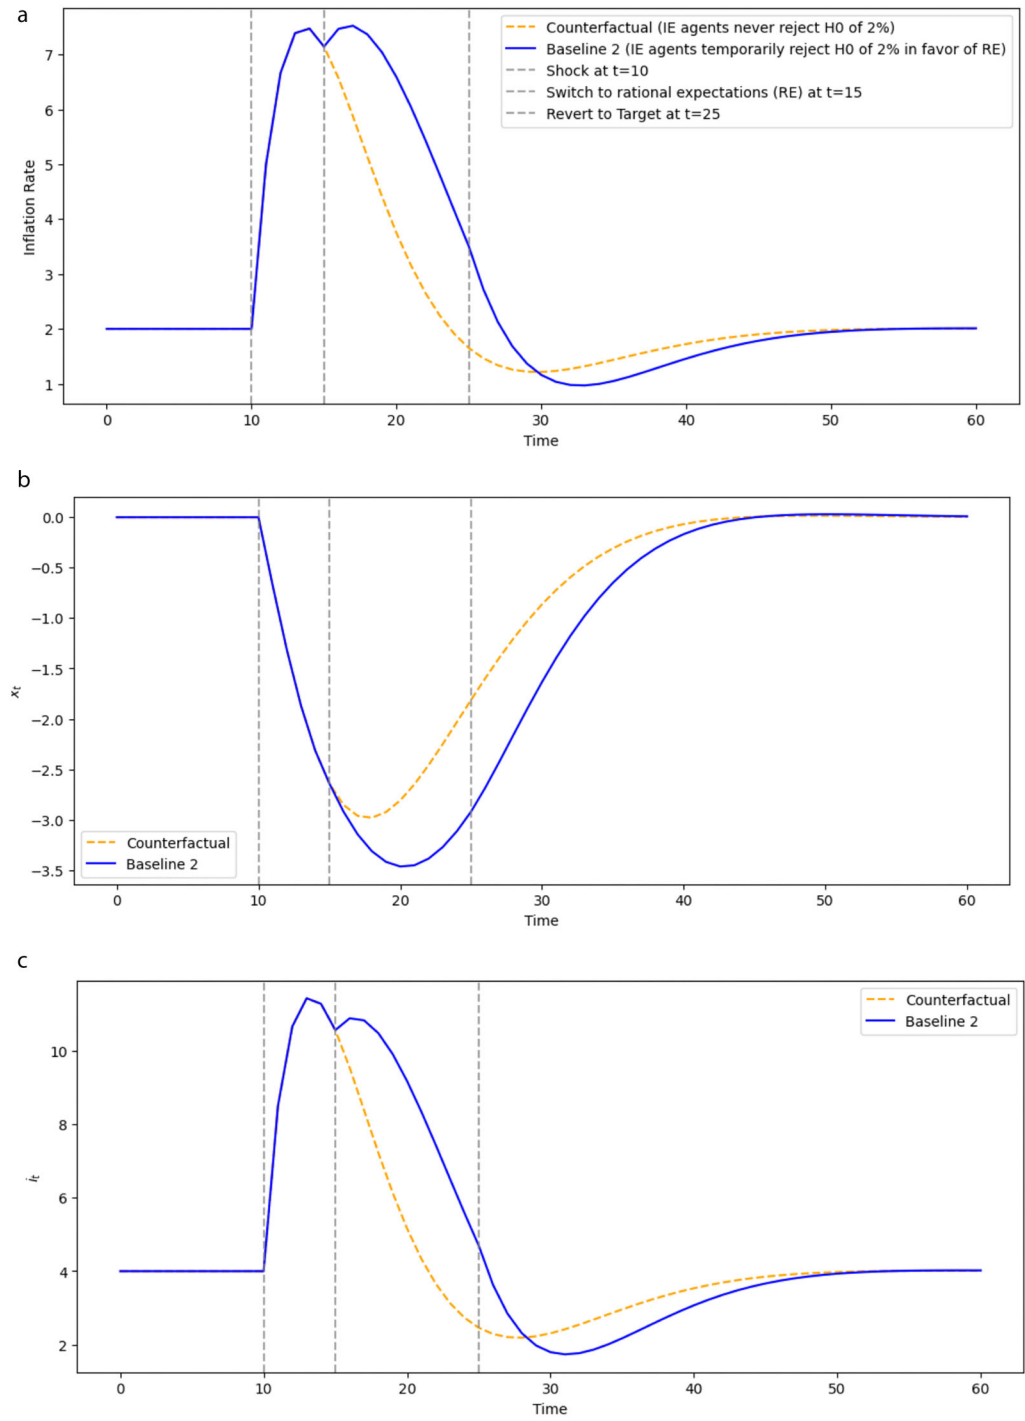 a
Counterfactual (IE agents never reject H0 of 2%)
Baseline 2 (IE agents temporarily reject H0 of 2% in favor of RE)
Shock at t=10
Switch to rational expectations (RE) at t=15
Revert to Target at t=25
Inflation Rate
7
6
5
4
3
2
1
0 10 20 30 40 50 60
Time
b
x_t
0.0
−0.5
−1.0
−1.5
−2.0
−2.5
−3.0
−3.5
Counterfactual
Baseline 2
0 10 20 30 40 50 60
Time
c
Counterfactual
Baseline 2
i_t
10
8
6
4
2
0 10 20 30 40 50 60
Time